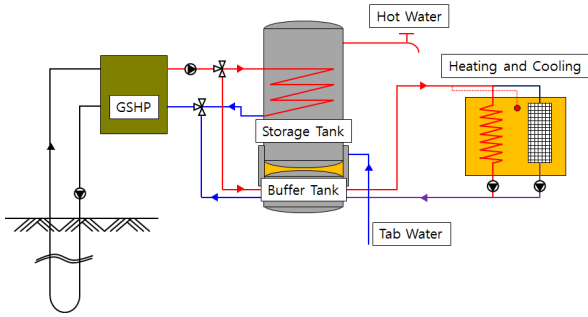 Hot Water
Heating and Cooling
GSHP
Storage Tank
Buffer Tank
Tab Water